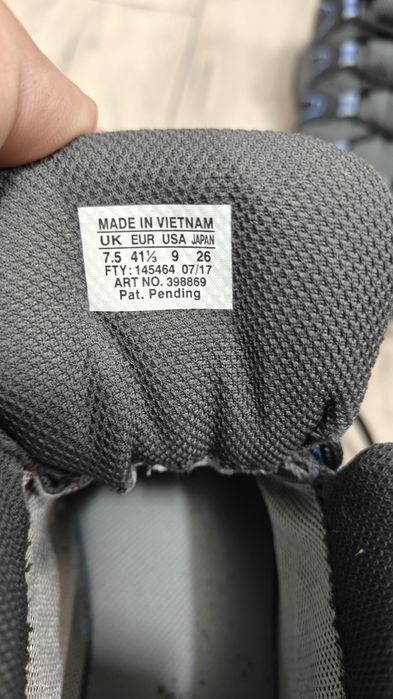 MADE IN VIETNAM
UK EUR USA JAPAN
7.5 41⅓ 9 26
FTY: 145464 07/17
ART NO. 398869
Pat. Pending